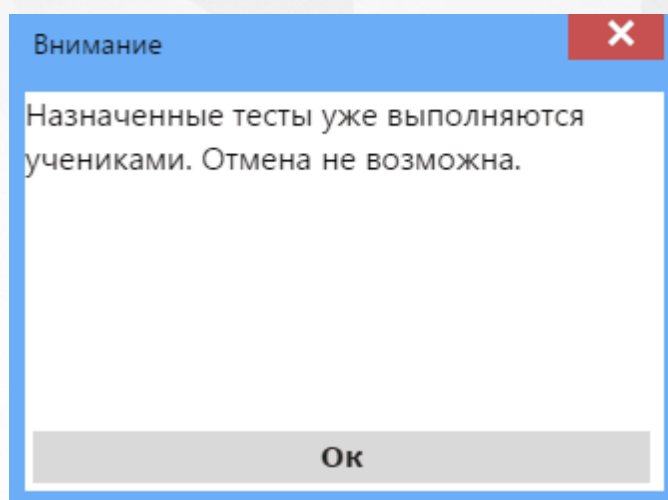 Внимание
Назначенные тесты уже выполняются
учениками. Отмена не возможна.
Ок